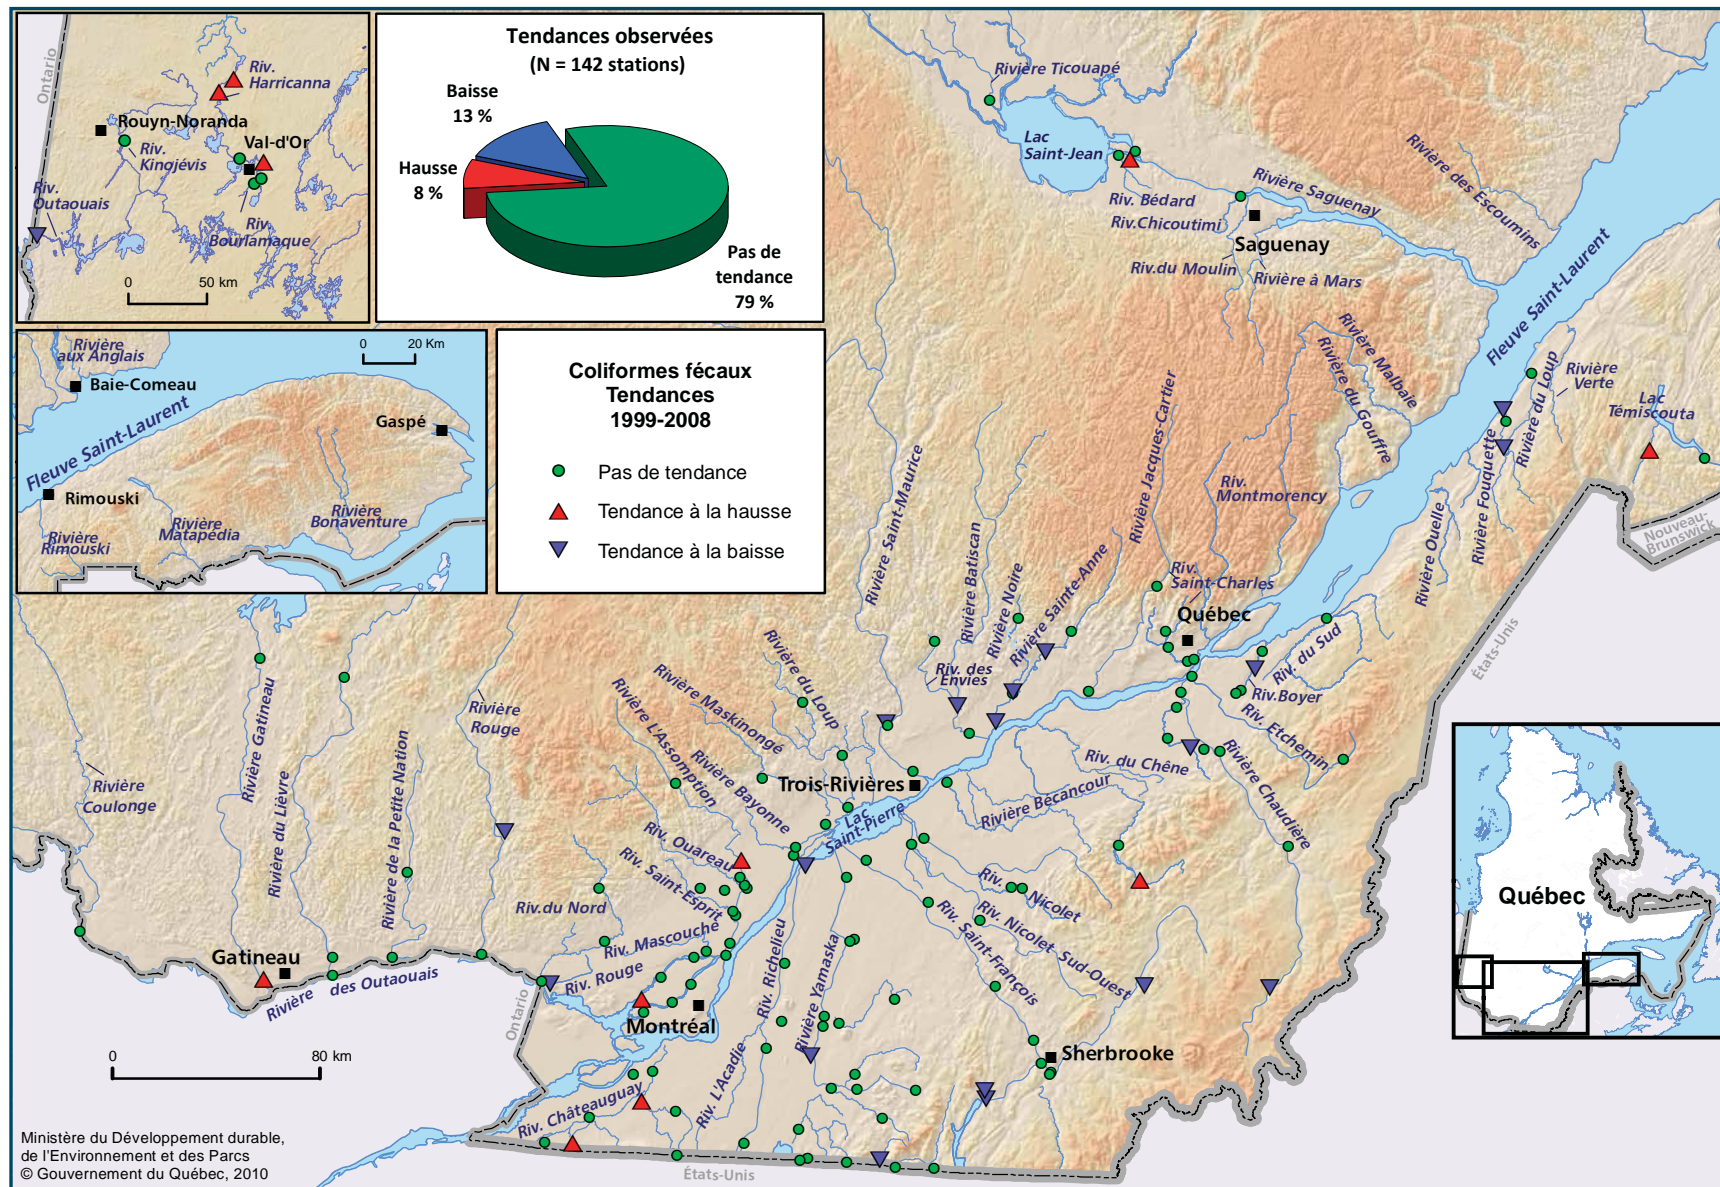 Ontario
Riv.
Harricanna
Rouyn-Noranda
Val-d'Or
Riv.
Kinojévis
Riv.
Outaouais
Riv.
Bourlamaque
0 50 km
Tendances observées
(N = 142 stations)
Baisse
13 %
Hausse
8 %
Pas de
tendance
79 %
Rivière
aux Anglais
0 20 Km
Baie-Comeau
Gaspé
Fleuve Saint-Laurent
Rimouski
Rivière
Rimouski
Rivière
Matapédia
Rivière
Bonaventure
Coliformes fécaux
Tendances
1999-2008
Pas de tendance
Tendance à la hausse
Tendance à la baisse
Rivière Ticouapé
Lac
Saint-Jean
Riv. Bédard
Riv.Chicoutimi
Rivière Saguenay
Rivière des Escoumins
Saguenay
Riv.du Moulin
Rivière à Mars
Fleuve Saint-Laurent
Rivière Malbaie
Rivière du Gouffre
Rivière du Loup
Rivière
Verte
Lac
Témiscouta
Rivière Fouquette
Rivière Ouelle
Nouveau-
Brunswick
États-Unis
Rivière Saint-Maurice
Rivière Batiscan
Rivière Noire
Rivière Sainte-Anne
Rivière Jacques-Cartier
Riv.
Montmorency
Riv.
Saint-Charles
Québec
Riv. des
Envies
Riv. du Sud
Riv.Boyer
Riv. Etchemin
Rivière Chaudière
Riv. du Chêne
Rivière Bécancour
Rivière Gatineau
Rivière du Lièvre
Rivière de la Petite Nation
Rivière
Rouge
Rivière
Coulonge
Rivière du Loup
Rivière Maskinongé
Rivière L'Assomption
Rivière Bayonne
Trois-Rivières
Lac
Saint-Pierre
Riv. Ouareau
Riv. Saint-Esprit
Riv.du Nord
Riv. Mascouche
Riv. Rouge
Gatineau
Rivière des Outaouais
Ontario
Montréal
Riv. Richelieu
Rivière Yamaska
Riv. L'Acadie
Riv. Châteauguay
Riv. Nicolet
Riv. Nicolet Sud-Ouest
Riv. Saint-François
Sherbrooke
Québec
0 80 km
États-Unis
Ministère du Développement durable,
de l'Environnement et des Parcs
© Gouvernement du Québec, 2010